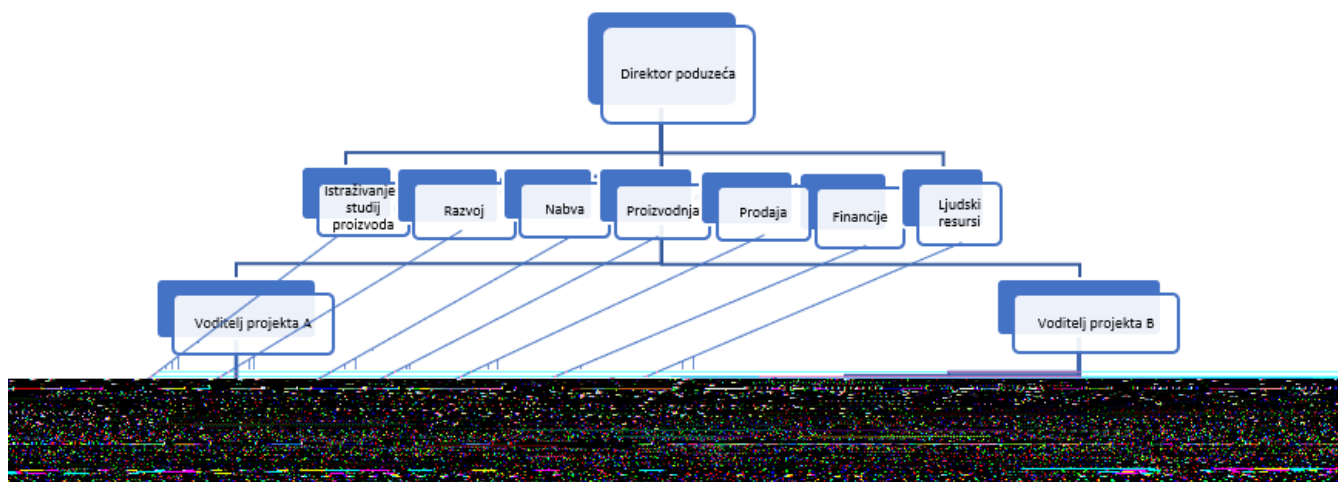 Direktor poduzeća
Istraživanje
studij
proizvoda
Razvoj
Nabva
Proizvodnja
Prodaja
Financije
Ljudski
resursi
Voditelj projekta A
Voditelj projekta B